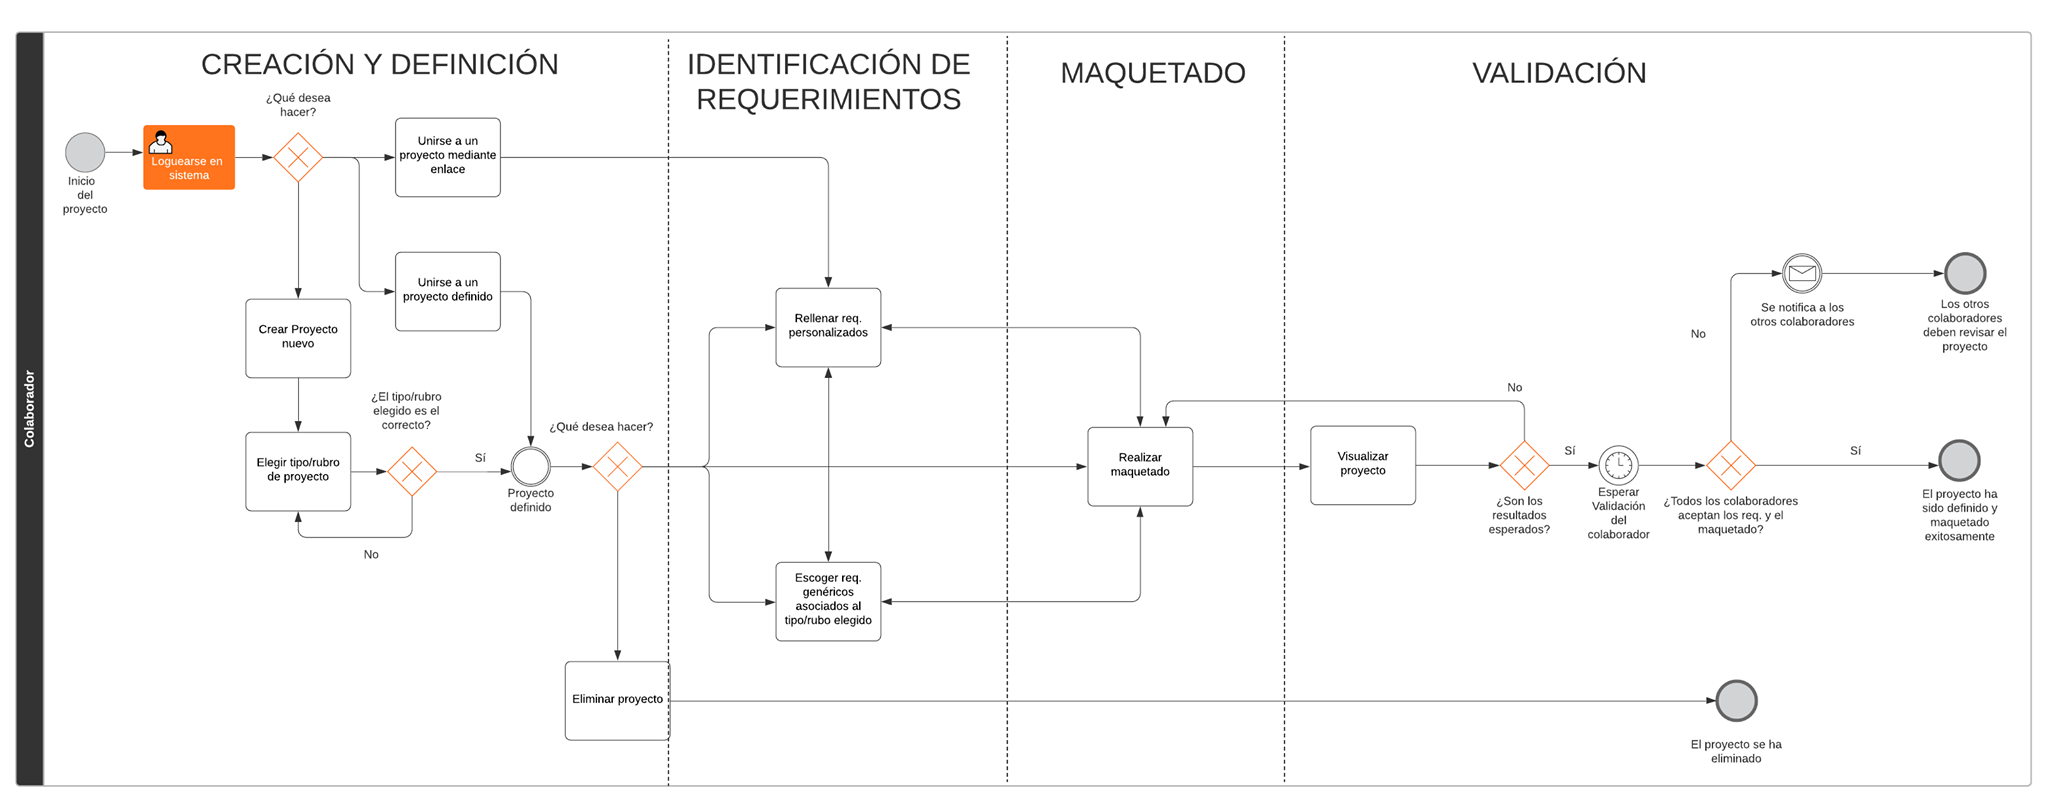 Colaborador
CREACIÓN Y DEFINICIÓN
IDENTIFICACIÓN DE
REQUERIMIENTOS
MAQUETADO
VALIDACIÓN
Inicio
del
proyecto
Loguearse en
sistema
¿Qué desea
hacer?
Unirse a un
proyecto mediante
enlace
Unirse a un
proyecto definido
Crear Proyecto
nuevo
Elegir tipo/rubro
de proyecto
¿El tipo/rubro
elegido es el
correcto?
Sí
No
Proyecto
definido
¿Qué desea hacer?
Eliminar proyecto
Rellenar req.
personalizados
Escoger req.
genéricos
asociados al
tipo/rubo elegido
Realizar
maquetado
Visualizar
proyecto
No
¿Son los
resultados
esperados?
Sí
Esperar
Validación
del
colaborador
¿Todos los colaboradores
aceptan los req. y el
maquetado?
No
Se notifica a los
otros colaboradores
Los otros
colaboradores
deben revisar el
proyecto
Sí
El proyecto ha
sido definido y
maquetado
exitosamente
El proyecto se ha
eliminado